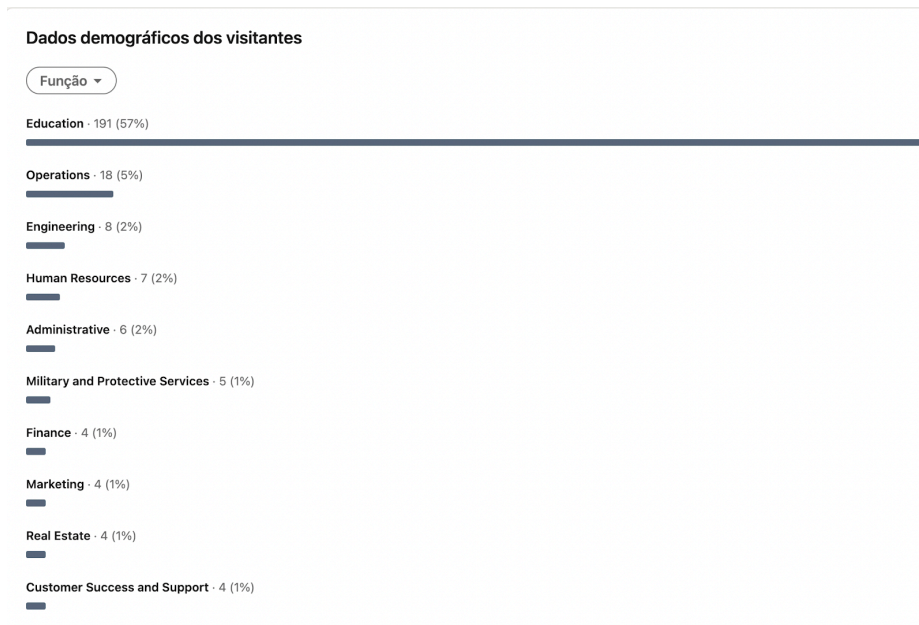 Dados demográficos dos visitantes
Função
Education · 191 (57%)
Operations · 18 (5%)
Engineering · 8 (2%)
Human Resources · 7 (2%)
Administrative · 6 (2%)
Military and Protective Services · 5 (1%)
Finance · 4 (1%)
Marketing · 4 (1%)
Real Estate · 4 (1%)
Customer Success and Support · 4 (1%)